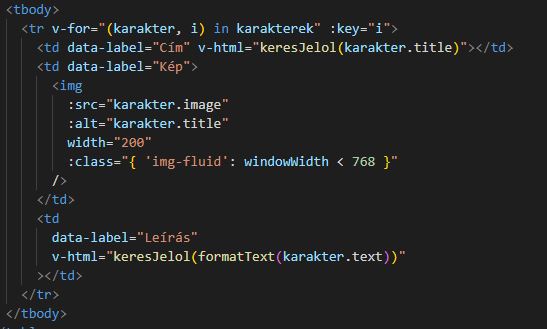 <tbody>
<tr v-for="(karakter, i) in karakterek" :key="i">
<td data-label="Cím" v-html="keresJelol(karakter.title)"></td>
<td data-label="Kép">
<img
:src="karakter.image"
:alt="karakter.title"
width="200"
:class="{ 'img-fluid': windowWidth < 768 }"
/>
</td>
<td
data-label="Leírás"
v-html="keresJelol(formatText(karakter.text))"
></td>
</tr>
</tbody>